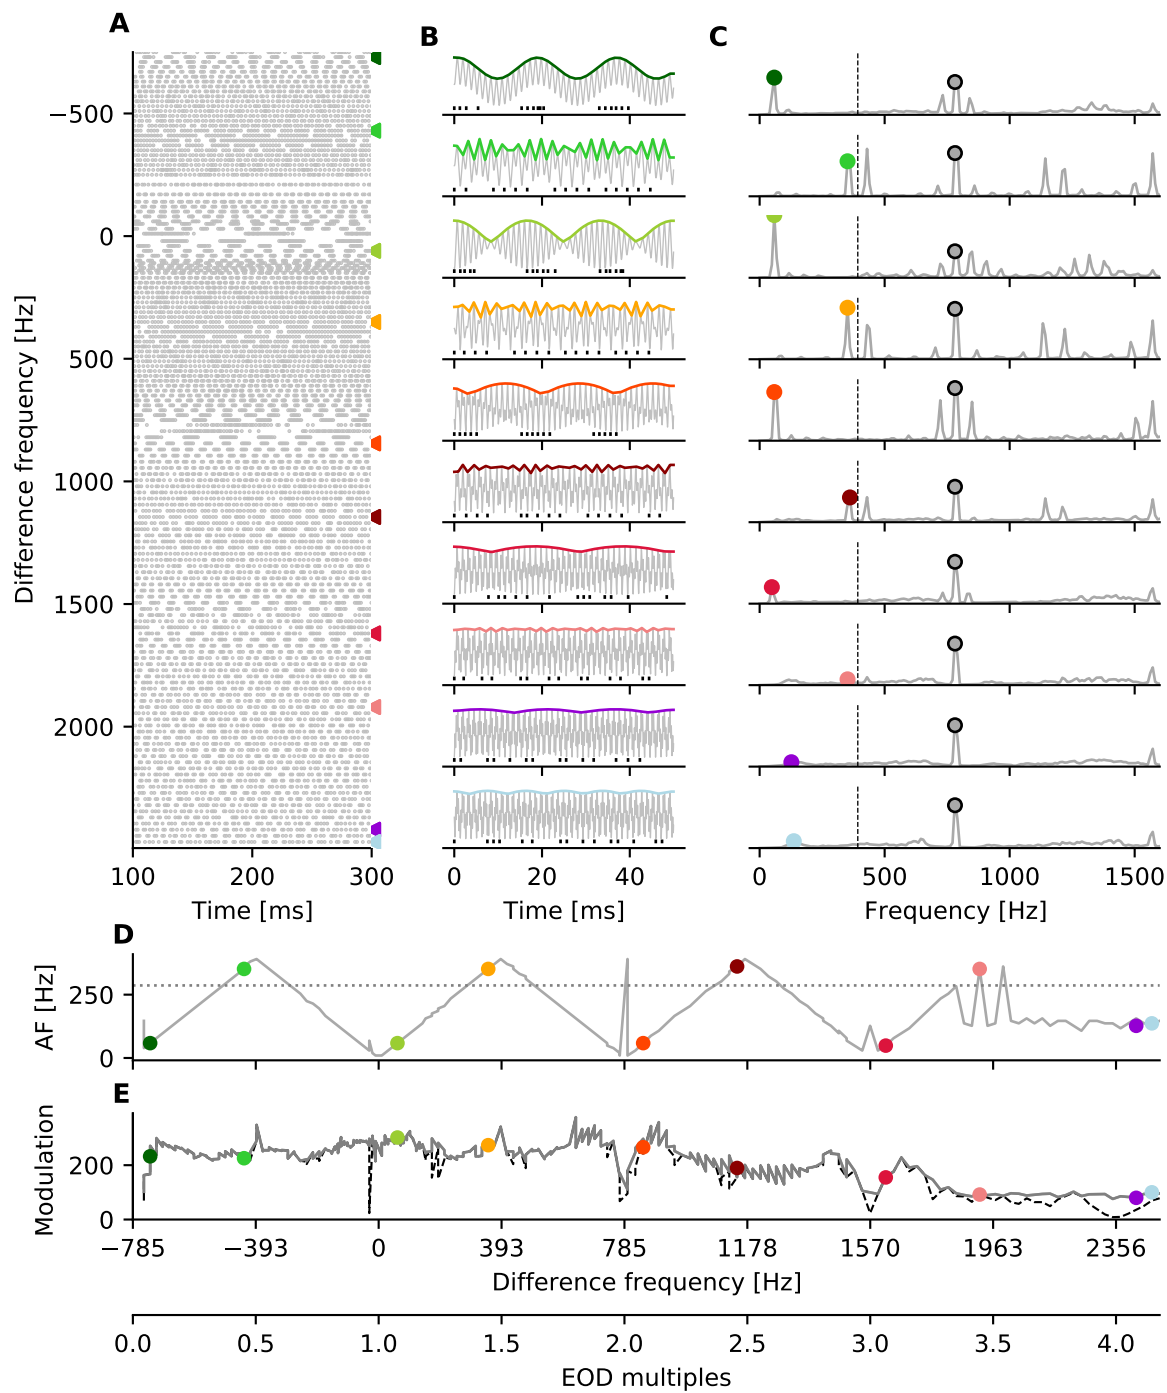 A
B
C
Difference frequency [Hz]
−500
0
500
1000
1500
2000
100 200 300
Time [ms]
0 20 40
Time [ms]
0 500 1000 1500
Frequency [Hz]
D
AF [Hz]
250
0
E
Modulation
200
0
−785 −393 0 393 785 1178 1570 1963 2356
Difference frequency [Hz]
0.0 0.5 1.0 1.5 2.0 2.5 3.0 3.5 4.0
EOD multiples